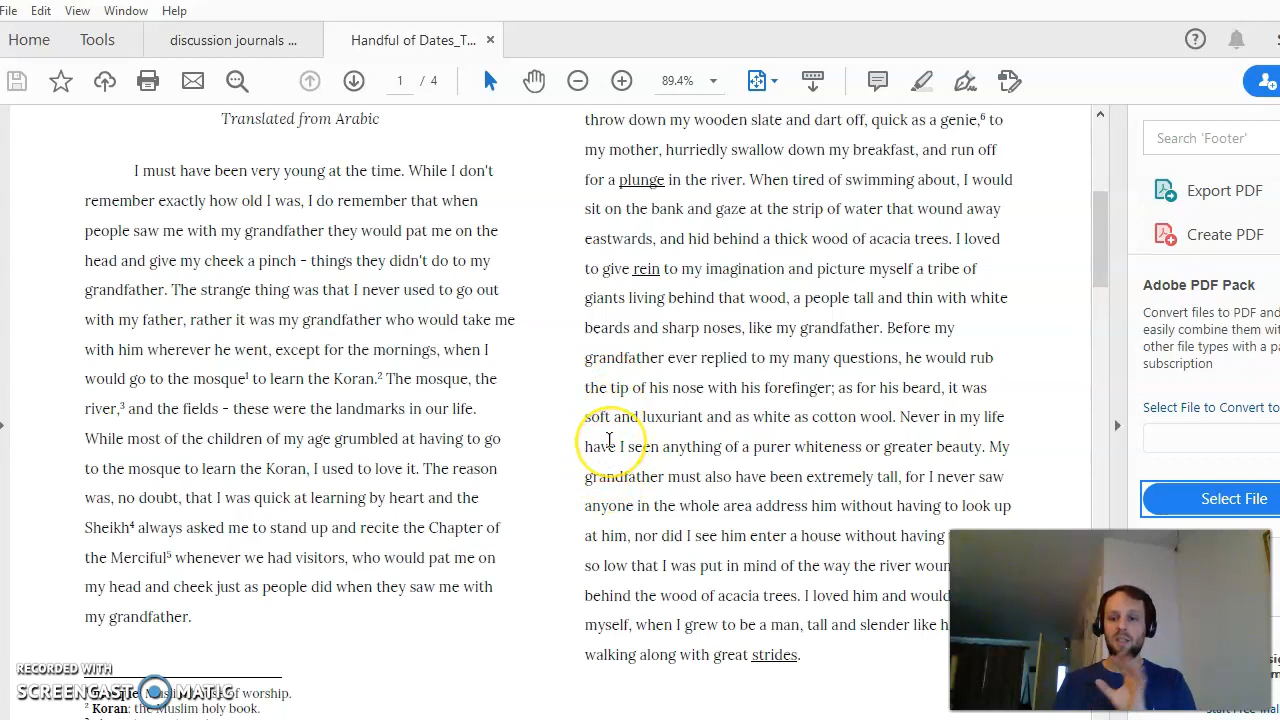 File Edit View Window Help
Home Tools discussion journals ... Handful of Dates_T... ×
1 / 4 89.4%
Translated from Arabic
I must have been very young at the time. While I don't
remember exactly how old I was, I do remember that when
people saw me with my grandfather they would pat me on the
head and give my cheek a pinch - things they didn't do to my
grandfather. The strange thing was that I never used to go out
with my father, rather it was my grandfather who would take me
with him wherever he went, except for the mornings, when I
would go to the mosque¹ to learn the Koran.² The mosque, the
river,³ and the fields - these were the landmarks in our life.
While most of the children of my age grumbled at having to go
to the mosque to learn the Koran, I used to love it. The reason
was, no doubt, that I was quick at learning by heart and the
Sheikh⁴ always asked me to stand up and recite the Chapter of
the Merciful⁵ whenever we had visitors, who would pat me on
my head and cheek just as people did when they saw me with
my grandfather.
of worship.
² Koran: the Muslim holy book.
RECORDED WITH
SCREENCAST MATIC
throw down my wooden slate and dart off, quick as a genie,⁶ to
my mother, hurriedly swallow down my breakfast, and run off
for a plunge in the river. When tired of swimming about, I would
sit on the bank and gaze at the strip of water that wound away
eastwards, and hid behind a thick wood of acacia trees. I loved
to give rein to my imagination and picture myself a tribe of
giants living behind that wood, a people tall and thin with white
beards and sharp noses, like my grandfather. Before my
grandfather ever replied to my many questions, he would rub
the tip of his nose with his forefinger; as for his beard, it was
soft and luxuriant and as white as cotton wool. Never in my life
have I seen anything of a purer whiteness or greater beauty. My
grandfather must also have been extremely tall, for I never saw
anyone in the whole area address him without having to look up
at him, nor did I see him enter a house without having
so low that I was put in mind of the way the river woun
behind the wood of acacia trees. I loved him and would
myself, when I grew to be a man, tall and slender like
walking along with great strides.
Search 'Footer'
Export PDF
Create PDF
Adobe PDF Pack
Convert files to PDF and
easily combine them with
other file types with a pa
subscription
Select File to Convert to
Select File